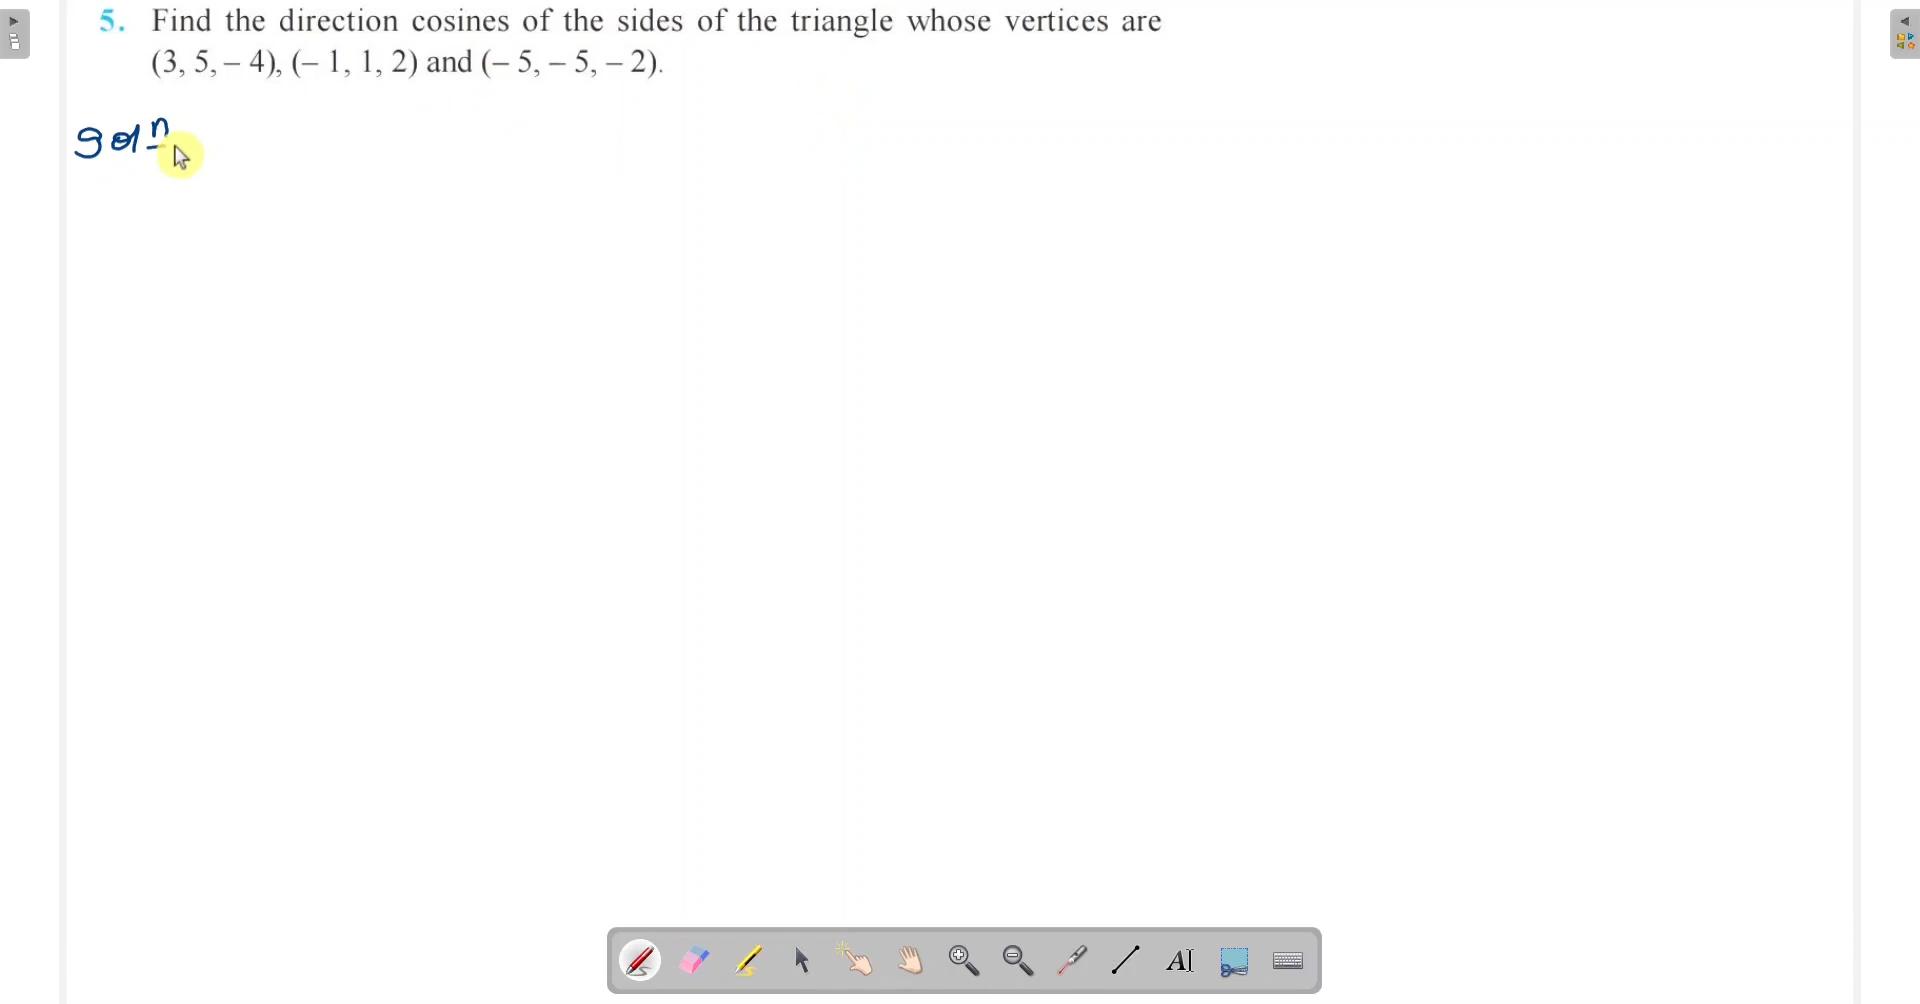 5. Find the direction cosines of the sides of the triangle whose vertices are
(3, 5, – 4), (– 1, 1, 2) and (– 5, – 5, – 2).
Solⁿ
AI